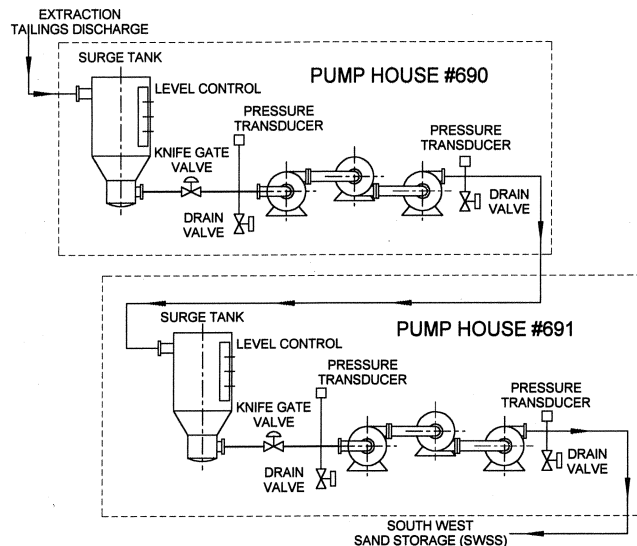 EXTRACTION
TAILINGS DISCHARGE
SURGE TANK
PUMP HOUSE #690
LEVEL CONTROL
PRESSURE
TRANSDUCER
PRESSURE
TRANSDUCER
KNIFE GATE
VALVE
DRAIN
VALVE
DRAIN
VALVE
SURGE TANK
PUMP HOUSE #691
LEVEL CONTROL
PRESSURE
TRANSDUCER
PRESSURE
TRANSDUCER
KNIFE GATE
VALVE
DRAIN
VALVE
DRAIN
VALVE
SOUTH WEST
SAND STORAGE (SWSS)